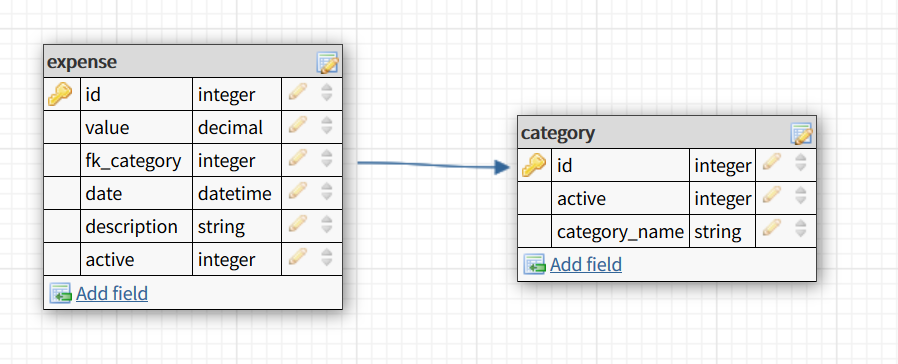 expense
id integer
value decimal
fk_category integer
date datetime
description string
active integer
Add field
category
id integer
active integer
category_name string
Add field